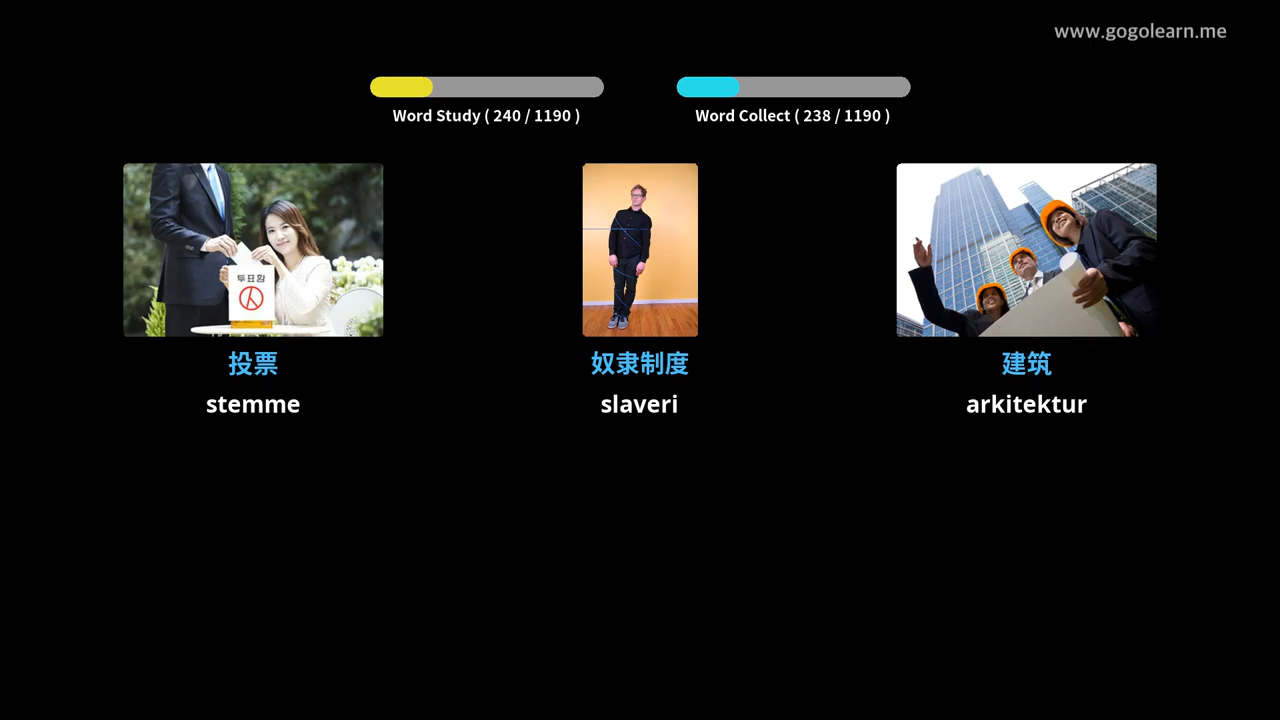 www.gogolearn.me
Word Study ( 240 / 1190 )
Word Collect ( 238 / 1190 )
투표함
投票
奴隶制度
建筑
stemme
slaveri
arkitektur